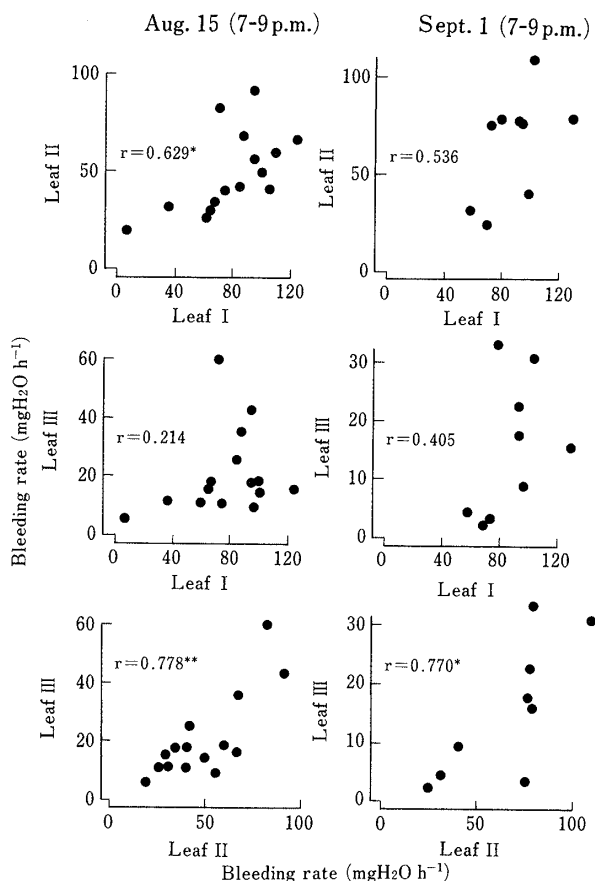 Aug. 15 (7-9 p.m.) Sept. 1 (7-9 p.m.)
100
50
0
Leaf II
r=0.629*
0 40 80 120
Leaf I
100
50
0
Leaf II
r=0.536
0 40 80 120
Leaf I
Bleeding rate (mgH2O h⁻¹)
60
40
20
0
Leaf III
r=0.214
0 40 80 120
Leaf I
30
20
10
0
Leaf III
r=0.405
0 40 80 120
Leaf I
60
40
20
0
Leaf III
r=0.778**
0 50 100
Leaf II
30
20
10
0
Leaf III
r=0.770*
0 50 100
Leaf II
Bleeding rate (mgH2O h⁻¹)